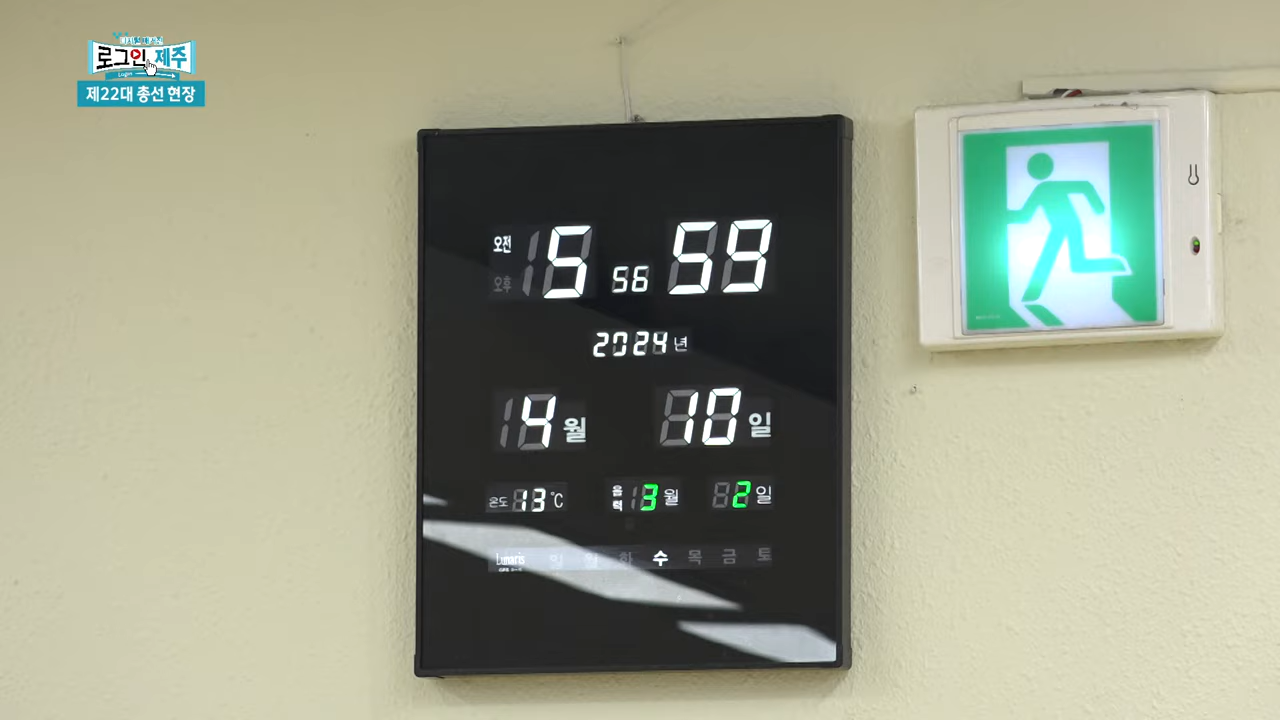 로그인 제주
Login
제22대 총선 현장
오전 5 56 59
오후
2024년
4월 10일
온도 13℃ 음력 3월 2일
Lunaris 일 월 화 수 목 금 토